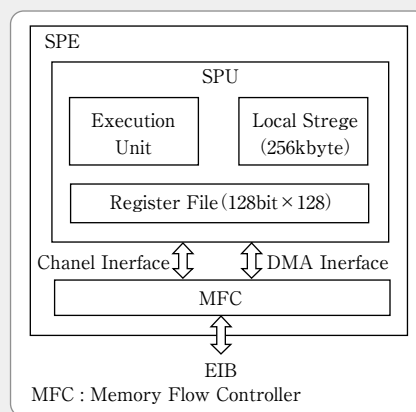 SPE
SPU
Execution
Unit
Local Strege
(256kbyte)
Register File(128bit×128)
Chanel Inerface
DMA Inerface
MFC
EIB
MFC : Memory Flow Controller